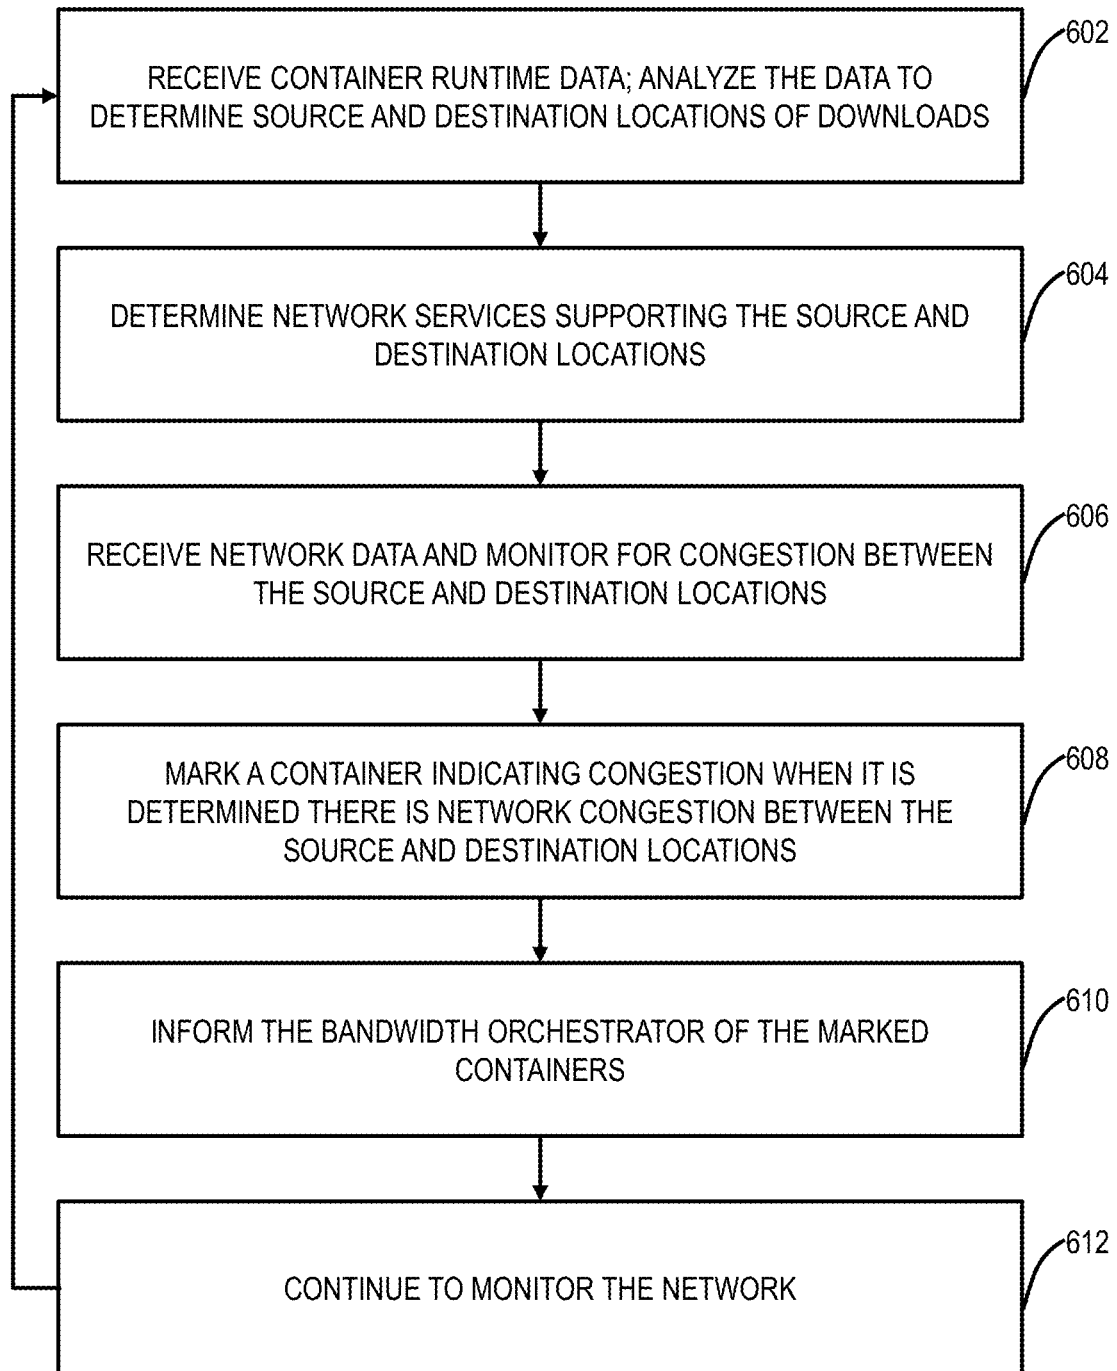 602
RECEIVE CONTAINER RUNTIME DATA; ANALYZE THE DATA TO
DETERMINE SOURCE AND DESTINATION LOCATIONS OF DOWNLOADS
604
DETERMINE NETWORK SERVICES SUPPORTING THE SOURCE AND
DESTINATION LOCATIONS
606
RECEIVE NETWORK DATA AND MONITOR FOR CONGESTION BETWEEN
THE SOURCE AND DESTINATION LOCATIONS
608
MARK A CONTAINER INDICATING CONGESTION WHEN IT IS
DETERMINED THERE IS NETWORK CONGESTION BETWEEN THE
SOURCE AND DESTINATION LOCATIONS
610
INFORM THE BANDWIDTH ORCHESTRATOR OF THE MARKED
CONTAINERS
612
CONTINUE TO MONITOR THE NETWORK